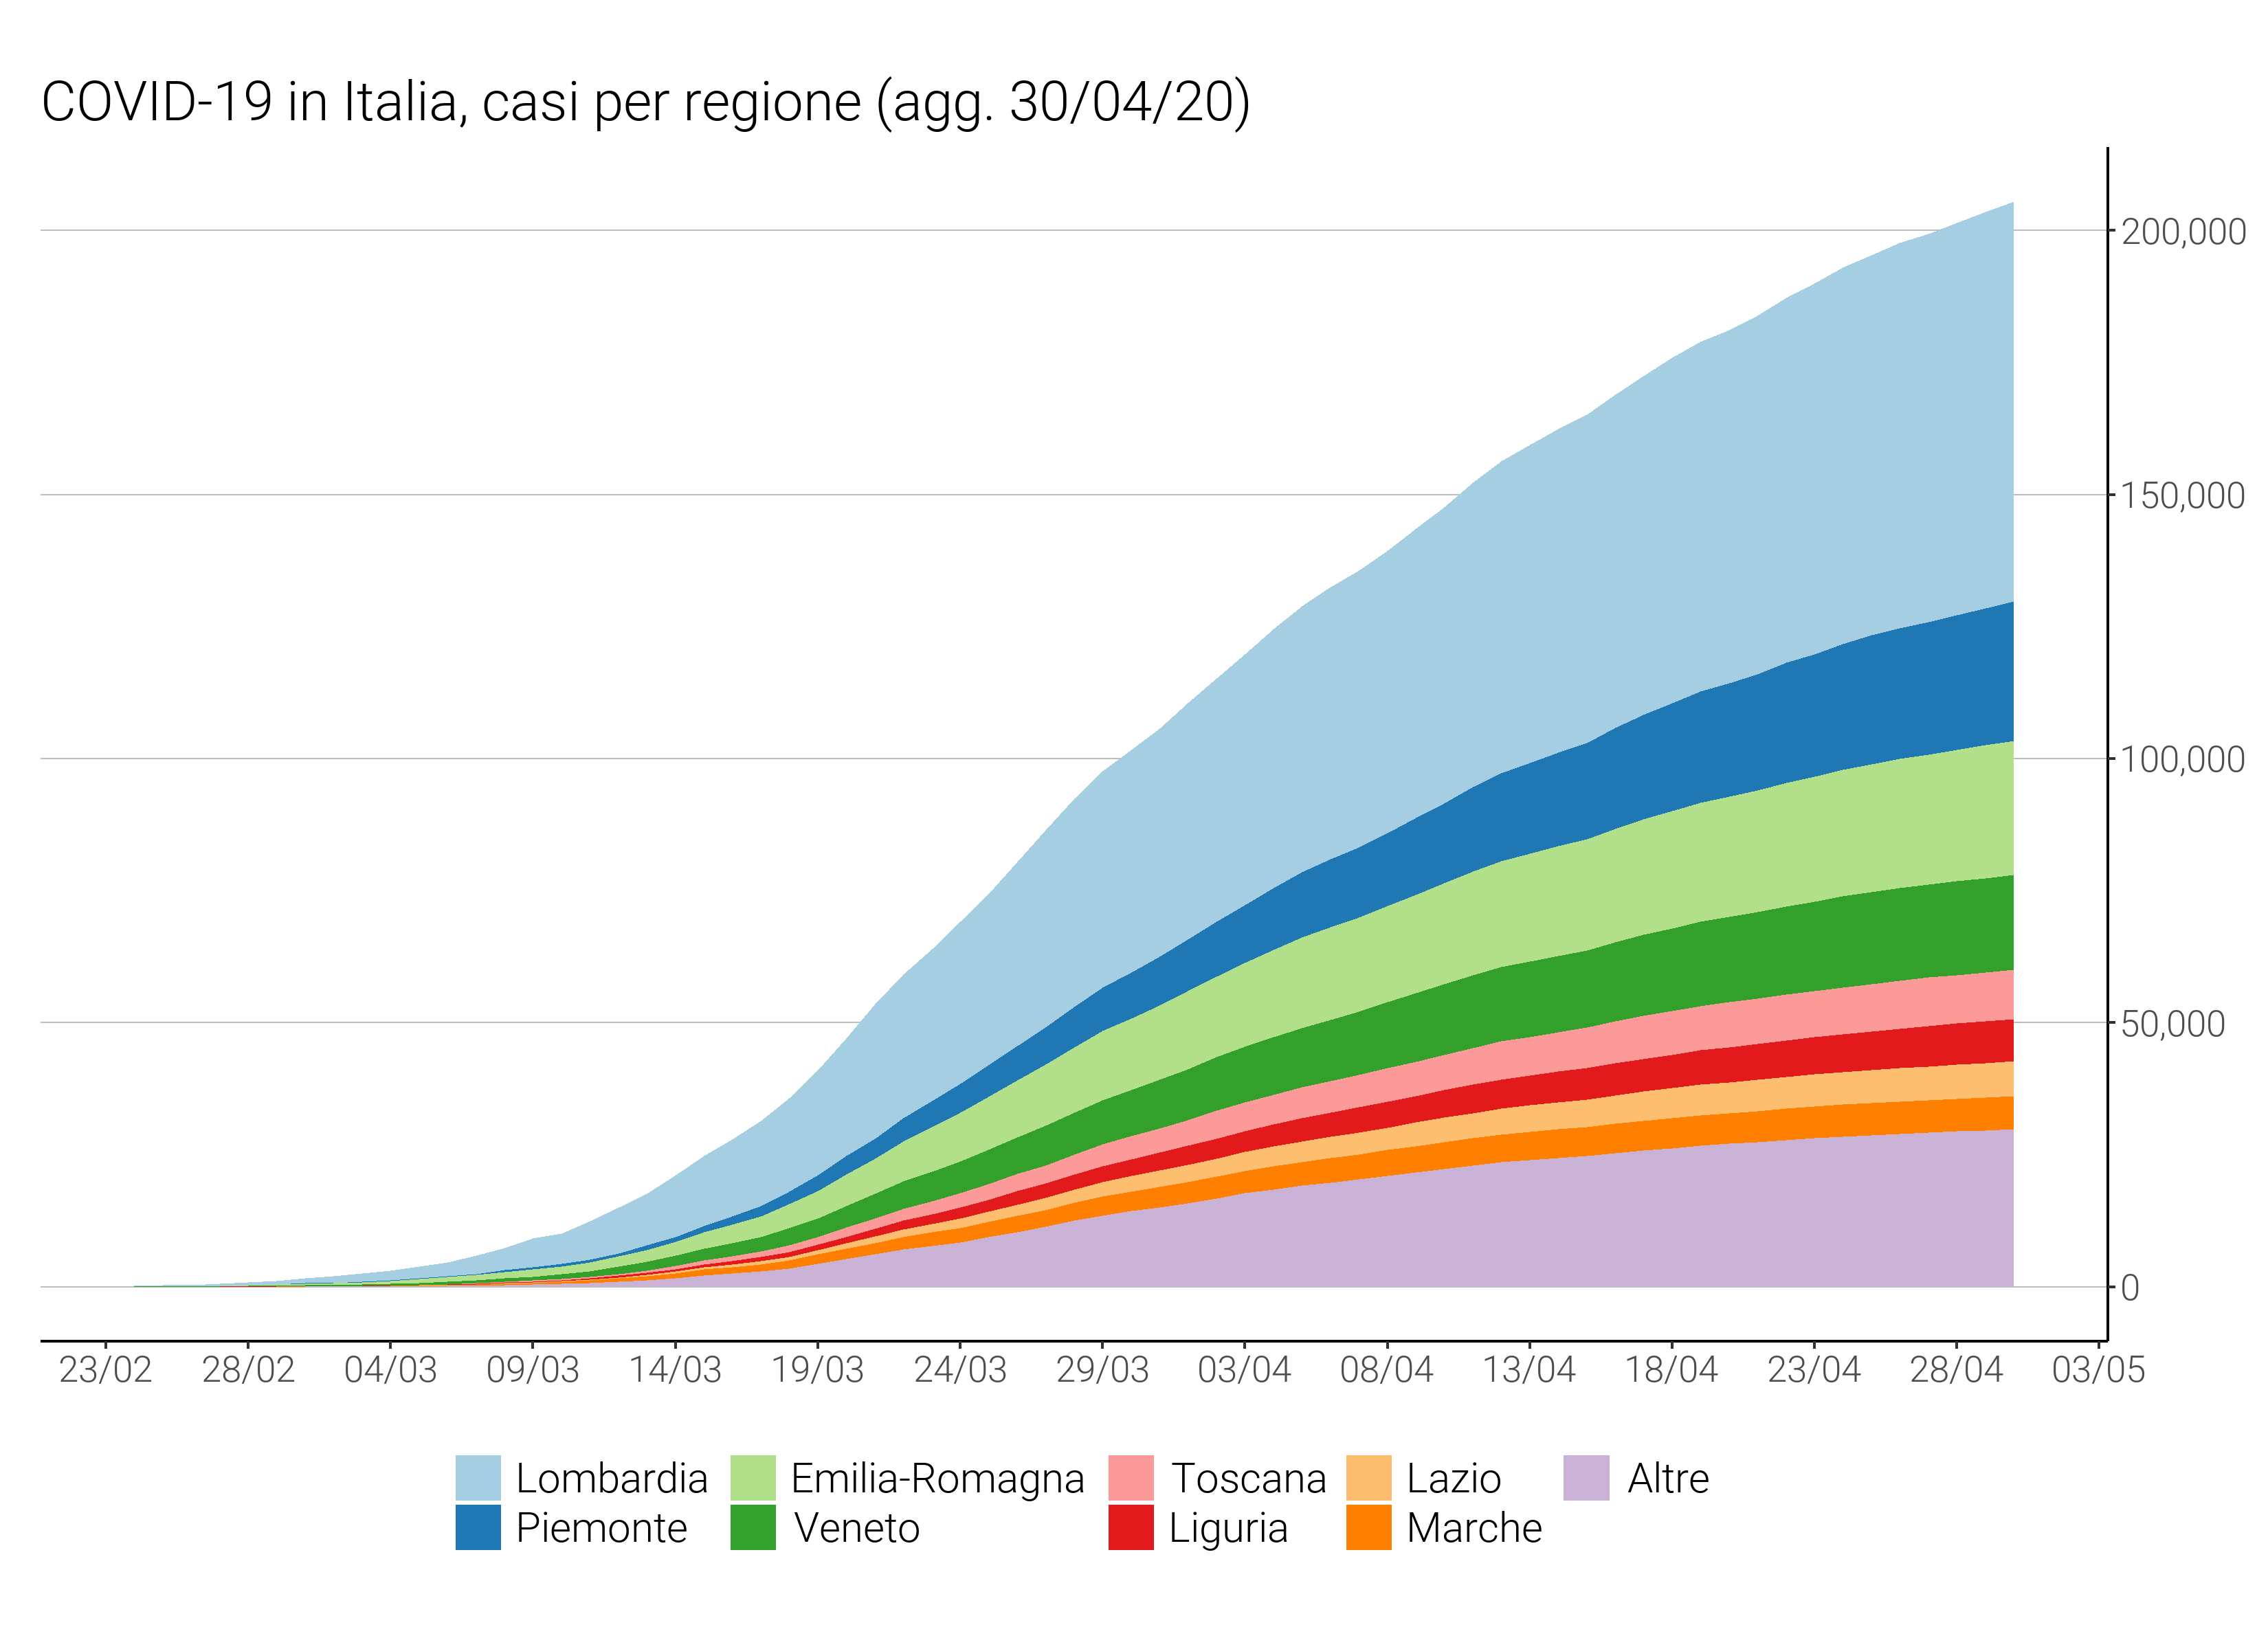 COVID-19 in Italia, casi per regione (agg. 30/04/20)
200,000
150,000
100,000
50,000
0
23/02 28/02 04/03 09/03 14/03 19/03 24/03 29/03 03/04 08/04 13/04 18/04 23/04 28/04 03/05
Lombardia Emilia-Romagna Toscana Lazio Altre
Piemonte Veneto Liguria Marche